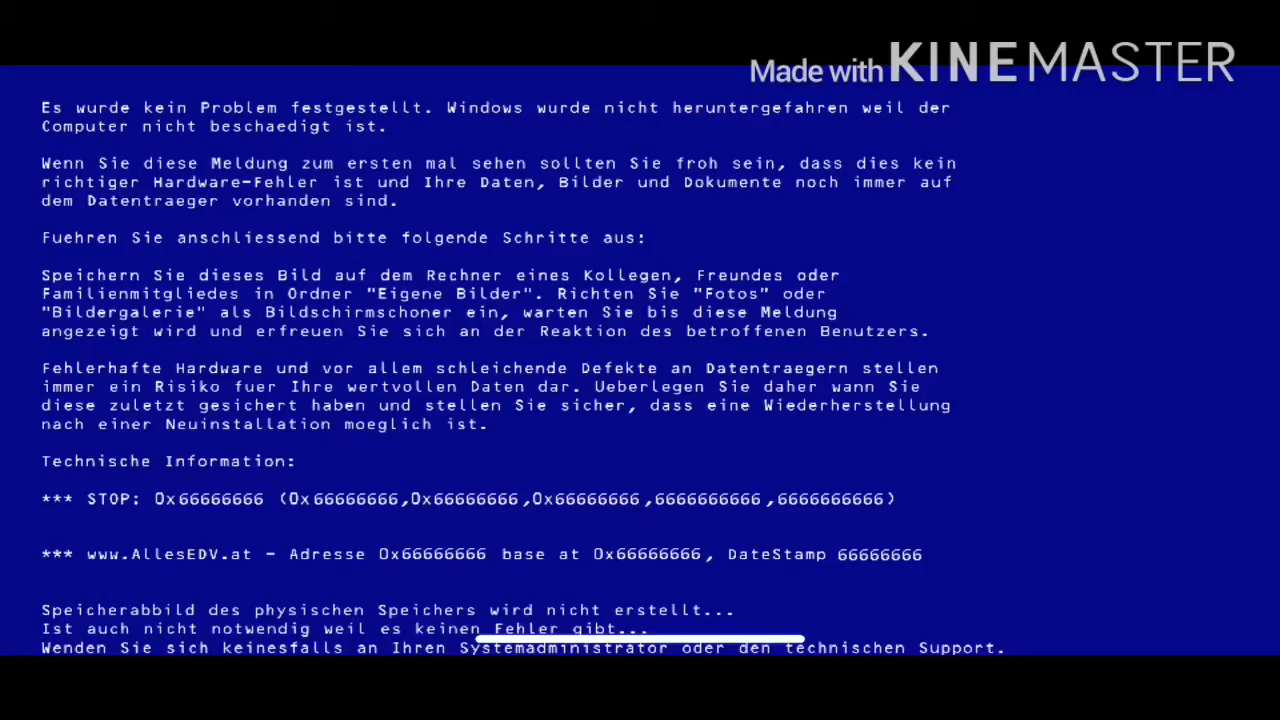 Made with KINEMASTER
Es wurde kein Problem festgestellt. Windows wurde nicht heruntergefahren weil der
Computer nicht beschaedigt ist.
Wenn Sie diese Meldung zum ersten mal sehen sollten Sie froh sein, dass dies kein
richtiger Hardware-Fehler ist und Ihre Daten, Bilder und Dokumente noch immer auf
dem Datentraeger vorhanden sind.
Fuehren Sie anschliessend bitte folgende Schritte aus:
Speichern Sie dieses Bild auf dem Rechner eines Kollegen, Freundes oder
Familienmitgliedes in Ordner "Eigene Bilder". Richten Sie "Fotos" oder
"Bildergalerie" als Bildschirmschoner ein, warten Sie bis diese Meldung
angezeigt wird und erfreuen Sie sich an der Reaktion des betroffenen Benutzers.
Fehlerhafte Hardware und vor allem schleichende Defekte an Datentraegern stellen
immer ein Risiko fuer Ihre wertvollen Daten dar. Ueberlegen Sie daher wann Sie
diese zuletzt gesichert haben und stellen Sie sicher, dass eine Wiederherstellung
nach einer Neuinstallation moeglich ist.
Technische Information:
*** STOP: 0x66666666 (0x66666666,0x66666666,0x66666666,6666666666,6666666666)
*** www.AllesEDV.at - Adresse 0x66666666 base at 0x66666666, DateStamp 66666666
Speicherabbild des physischen Speichers wird nicht erstellt...
Ist auch nicht notwendig weil es keinen Fehler gibt...
Wenden Sie sich keinesfalls an Ihren Systemadministrator oder den technischen Support.